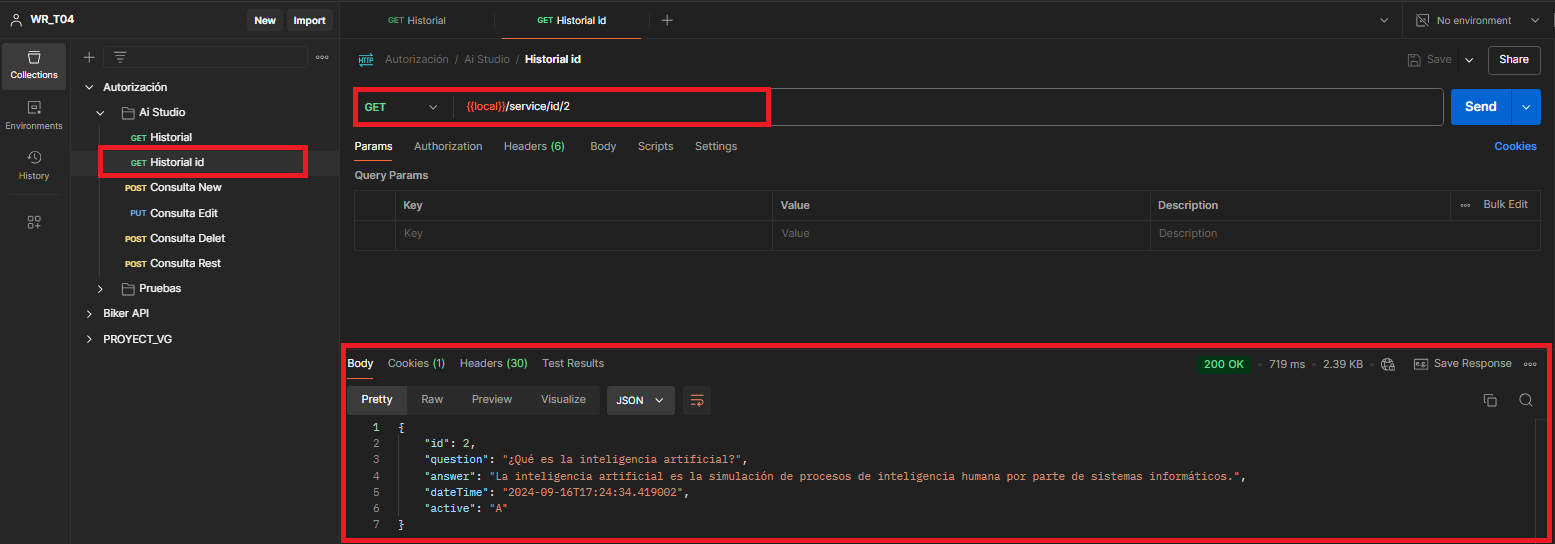 WR_T04
New
Import
GET Historial
GET Historial id
No environment
Collections
Environments
History
Autorización
Ai Studio
GET Historial
GET Historial id
POST Consulta New
PUT Consulta Edit
POST Consulta Delet
POST Consulta Rest
Pruebas
Biker API
PROYECT_VG
HTTP Autorización / Ai Studio / Historial id
Save
Share
GET {{local}}/service/id/2
Send
Params Authorization Headers (6) Body Scripts Settings
Cookies
Query Params
Key Value Description Bulk Edit
Key Value Description
Body Cookies (1) Headers (30) Test Results
200 OK • 719 ms • 2.39 KB
e.g. Save Response
Pretty Raw Preview Visualize JSON
1 {
2 "id": 2,
3 "question": "¿Qué es la inteligencia artificial?",
4 "answer": "La inteligencia artificial es la simulación de procesos de inteligencia humana por parte de sistemas informáticos.",
5 "dateTime": "2024-09-16T17:24:34.419002",
6 "active": "A"
7 }